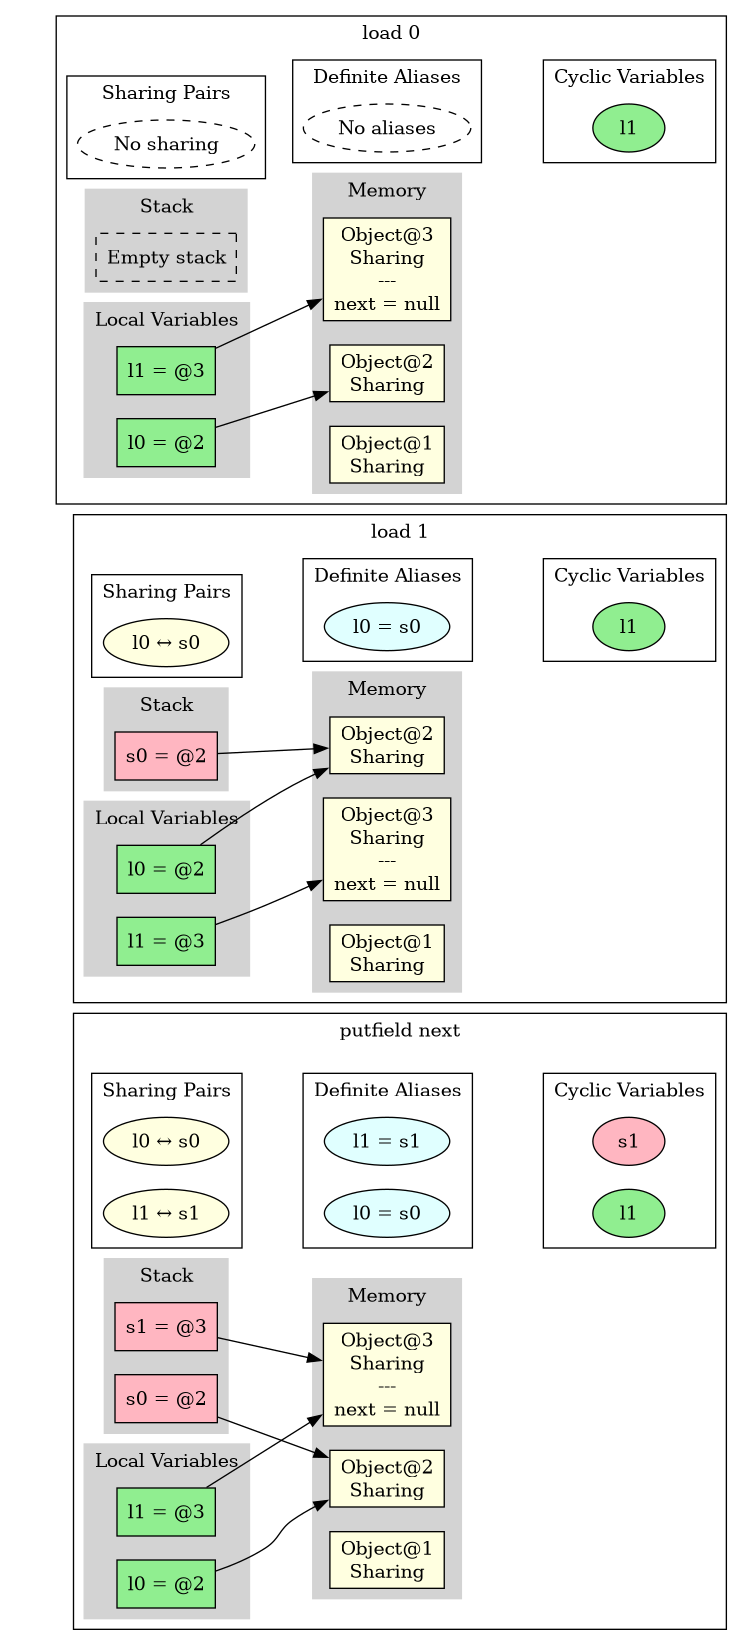 load 0
Sharing Pairs
No sharing
Definite Aliases
No aliases
Cyclic Variables
l1
Stack
Empty stack
Local Variables
l1 = @3
l0 = @2
Memory
Object@3
Sharing
---
next = null
Object@2
Sharing
Object@1
Sharing
load 1
Sharing Pairs
l0 ↔ s0
Definite Aliases
l0 = s0
Cyclic Variables
l1
Stack
s0 = @2
Local Variables
l0 = @2
l1 = @3
Memory
Object@2
Sharing
Object@3
Sharing
---
next = null
Object@1
Sharing
putfield next
Sharing Pairs
l0 ↔ s0
l1 ↔ s1
Definite Aliases
l1 = s1
l0 = s0
Cyclic Variables
s1
l1
Stack
s1 = @3
s0 = @2
Local Variables
l1 = @3
l0 = @2
Memory
Object@3
Sharing
---
next = null
Object@2
Sharing
Object@1
Sharing